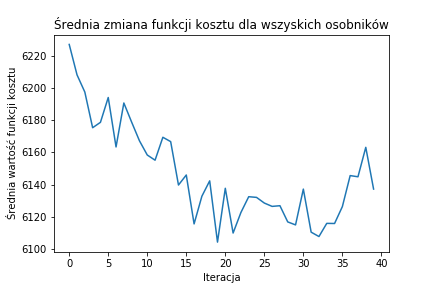 Średnia zmiana funkcji kosztu dla wszyskich osobników
Średnia wartość funkcji kosztu
6220
6200
6180
6160
6140
6120
6100
0 5 10 15 20 25 30 35 40
Iteracja